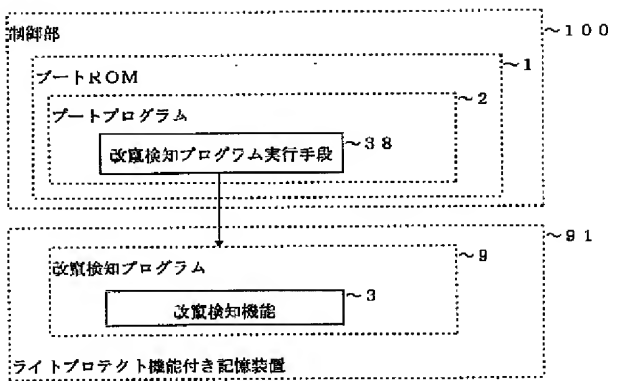 制御部
~100
ブートROM
~1
ブートプログラム
~2
改竄検知プログラム実行手段
~38
~91
改竄検知プログラム
~9
改竄検知機能
~3
ライトプロテクト機能付き記憶装置